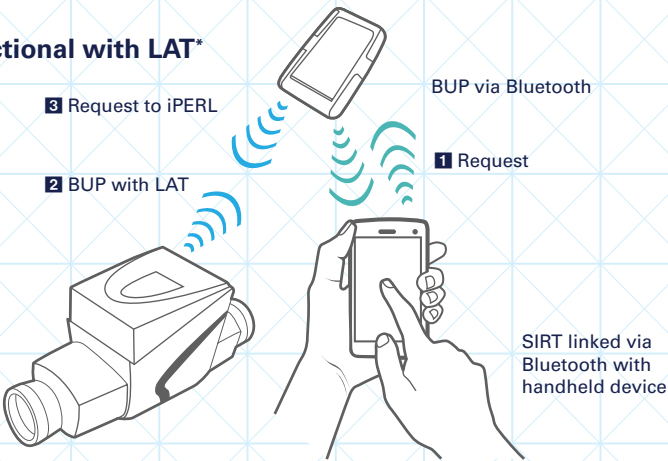 ctional with LAT*
BUP via Bluetooth
3 Request to iPERL
1 Request
2 BUP with LAT
SIRT linked via
Bluetooth with
handheld device